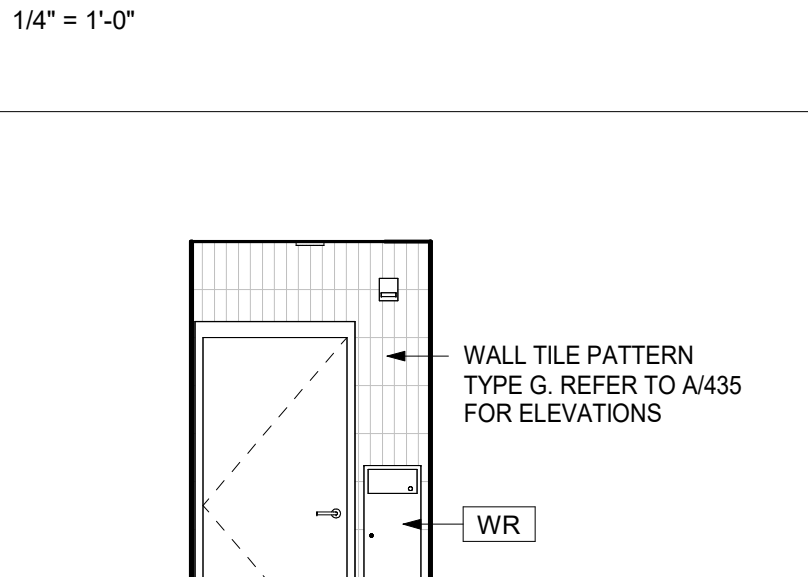 1/4" = 1'-0"
WALL TILE PATTERN
TYPE G. REFER TO A/435
FOR ELEVATIONS
WR